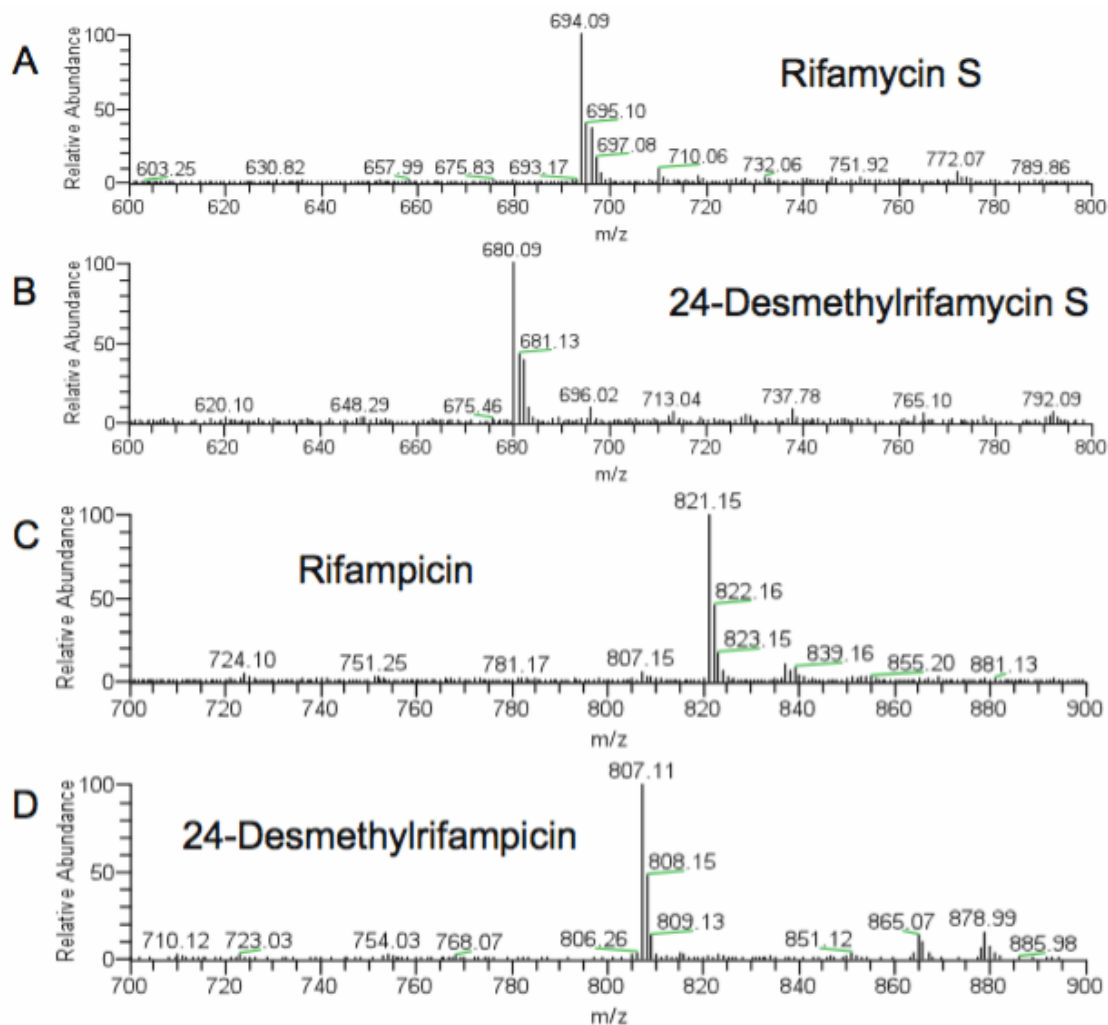 A
Rifamycin S
Relative Abundance
100
50
0
694.09
695.10
697.08
603.25 630.82 657.99 675.83 693.17 710.06 732.06 751.92 772.07 789.86
600 620 640 660 680 700 720 740 760 780 800
m/z
B
24-Desmethylrifamycin S
Relative Abundance
100
50
0
680.09
681.13
620.10 648.29 675.46 696.02 713.04 737.78 765.10 792.09
600 620 640 660 680 700 720 740 760 780 800
m/z
C
Rifampicin
Relative Abundance
100
50
0
821.15
822.16
823.15
724.10 751.25 781.17 807.15 839.16 855.20 881.13
700 720 740 760 780 800 820 840 860 880 900
m/z
D
24-Desmethylrifampicin
Relative Abundance
100
50
0
807.11
808.15
809.13
710.12 723.03 754.03 768.07 806.26 851.12 865.07 878.99 885.98
700 720 740 760 780 800 820 840 860 880 900
m/z